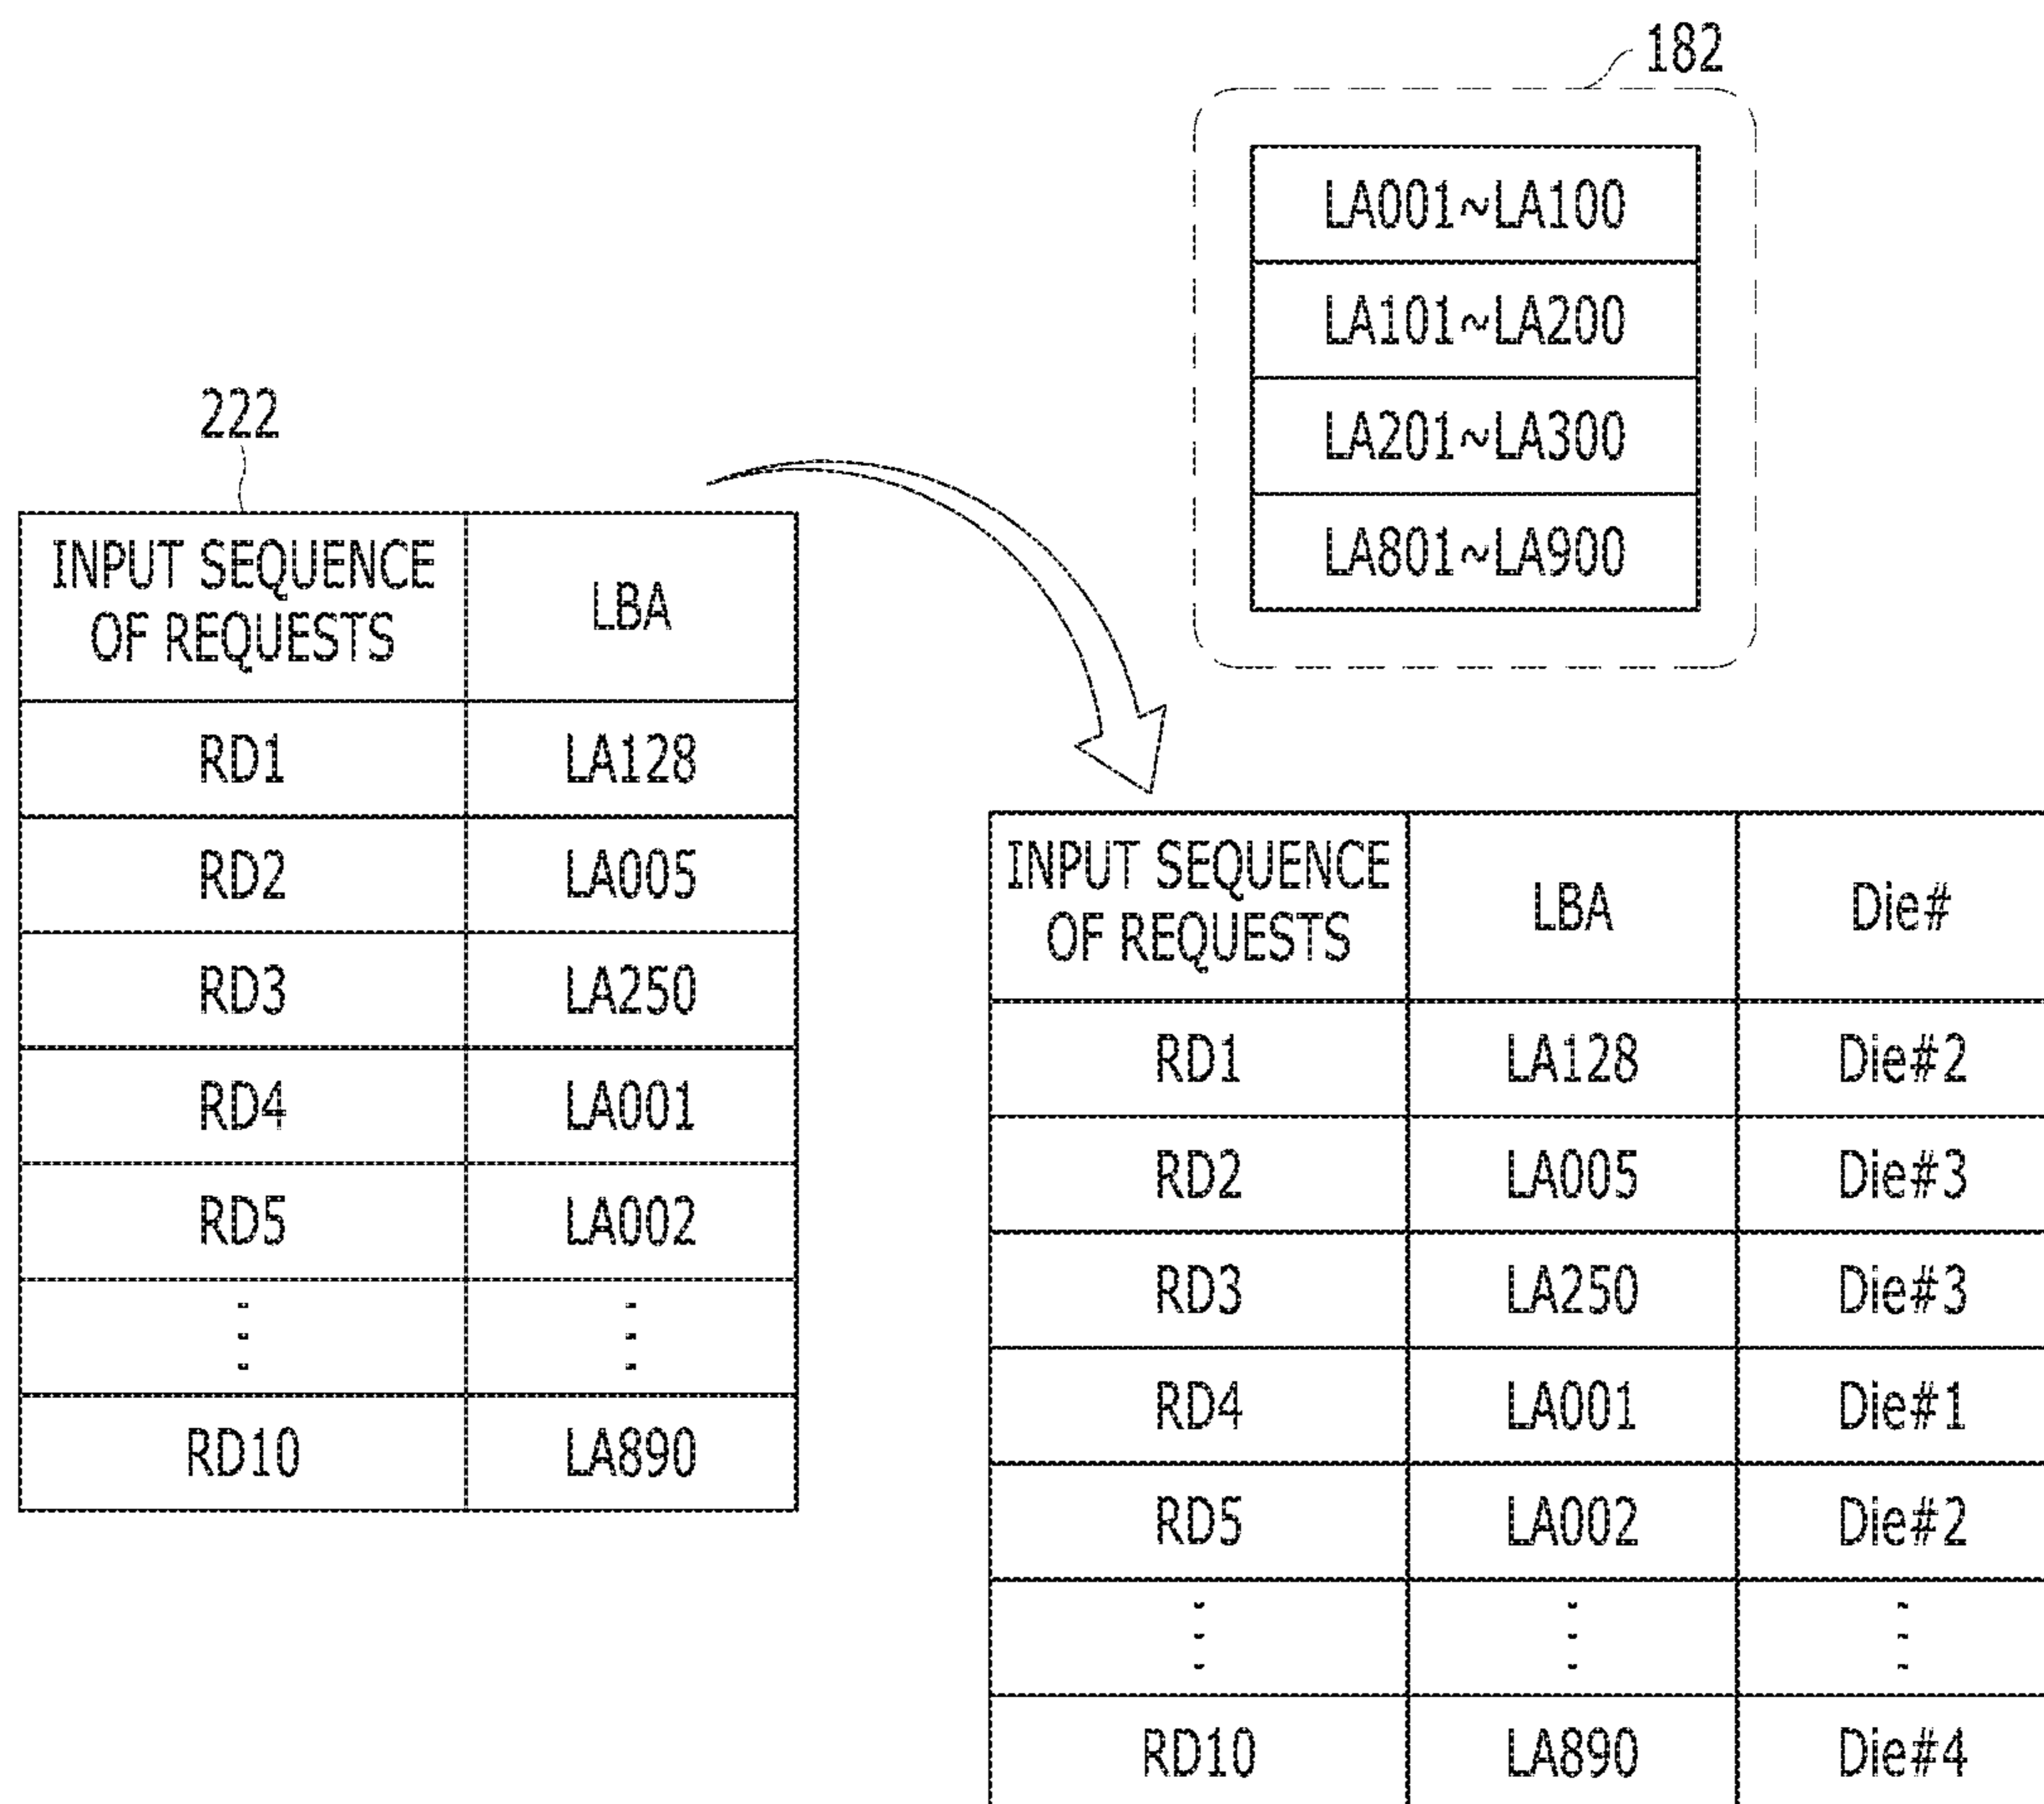 182
LA001~LA100
LA101~LA200
LA201~LA300
LA801~LA900
222
INPUT SEQUENCE
OF REQUESTS
LBA
RD1 LA128
RD2 LA005
RD3 LA250
RD4 LA001
RD5 LA002
RD10 LA890
INPUT SEQUENCE
OF REQUESTS
LBA
Die#
RD1 LA128 Die#2
RD2 LA005 Die#3
RD3 LA250 Die#3
RD4 LA001 Die#1
RD5 LA002 Die#2
RD10 LA890 Die#4